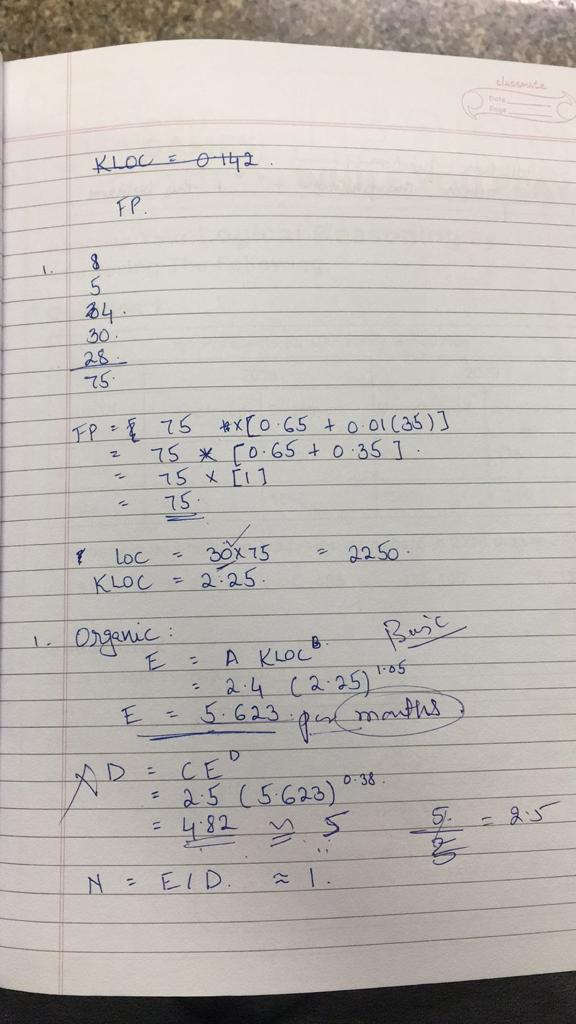 classmate
Date
Page
KLOC = 0.142.
FP.
1. 8
5
34.
30.
28.
75.
FP = 75 *x[0.65 + 0.01(35)]
= 75 * [0.65 + 0.35].
= 75 x [1]
= 75.
LOC = 30x75 = 2250.
KLOC = 2.25.
1. Organic: Basic
E = A KLOC^B.
= 2.4 (2.25)^1.05
E = 5.623 per months
D = CE^D
= 2.5 (5.623)^0.38.
= 4.82 ≈ 5
5/2 = 2.5
N = E/D. ≈ 1.